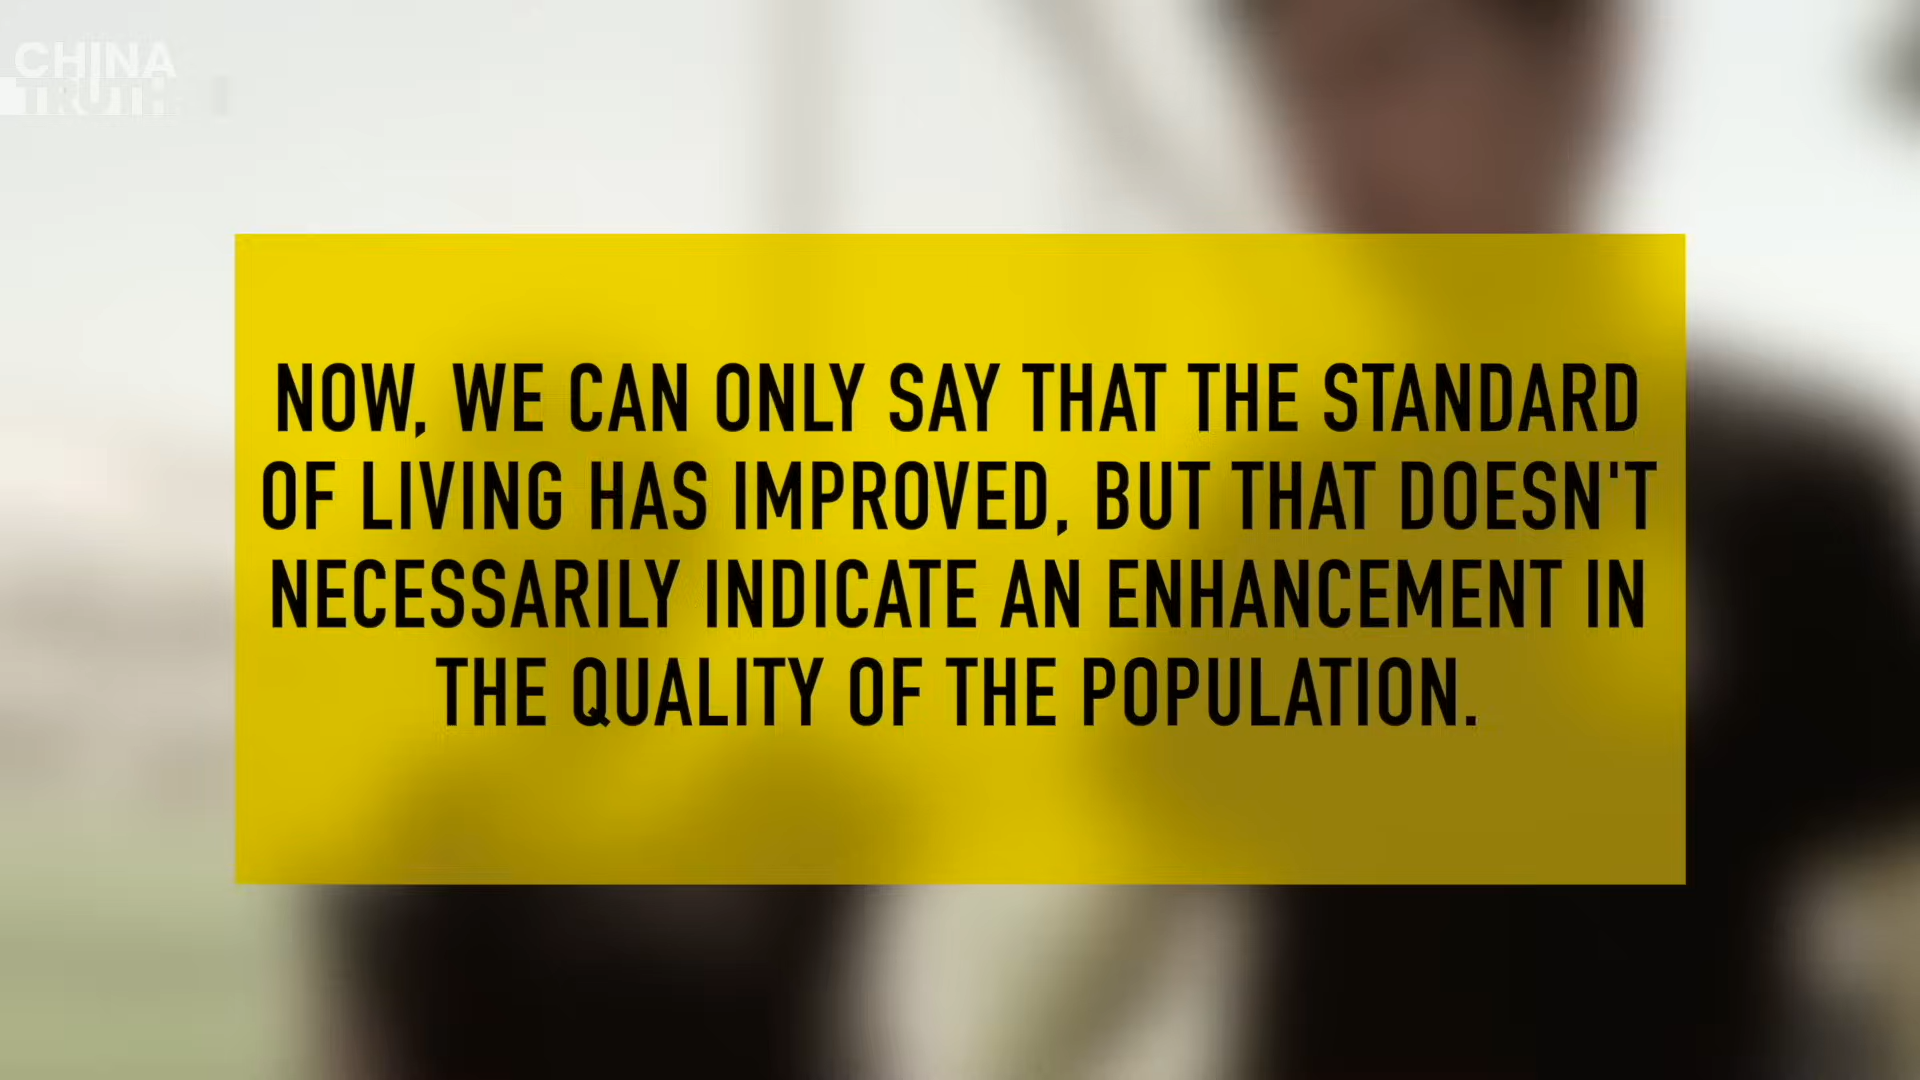 CHINA
TRUTHS
NOW, WE CAN ONLY SAY THAT THE STANDARD
OF LIVING HAS IMPROVED, BUT THAT DOESN'T
NECESSARILY INDICATE AN ENHANCEMENT IN
THE QUALITY OF THE POPULATION.